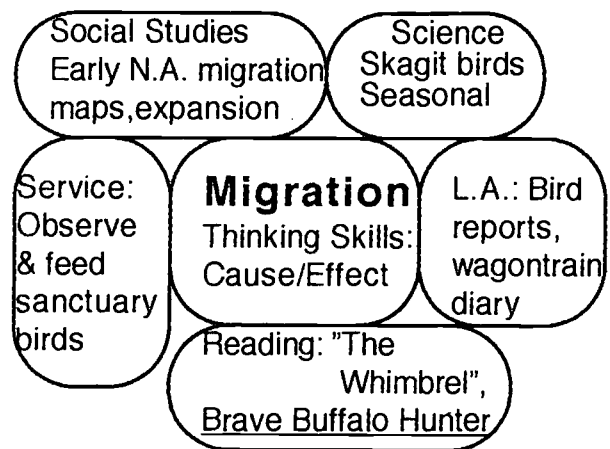 Social Studies
Early N.A. migration
maps,expansion
Science
Skagit birds
Seasonal
Service:
Observe
& feed
sanctuary
birds
Migration
Thinking Skills:
Cause/Effect
L.A.: Bird
reports,
wagontrain
diary
Reading: "The
Whimbrel",
Brave Buffalo Hunter